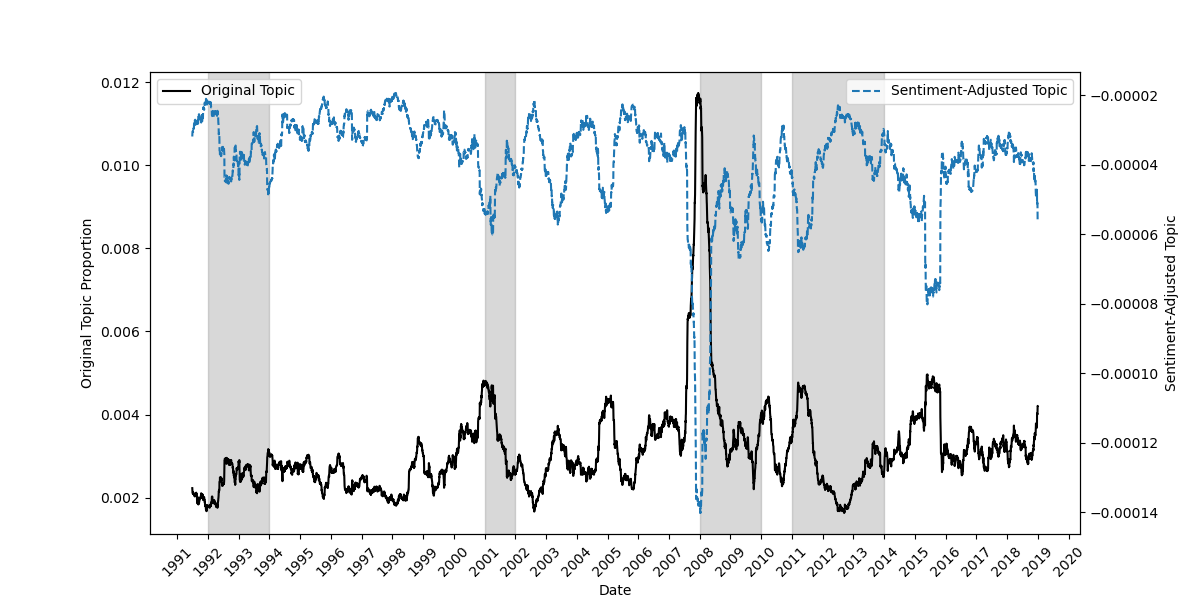 Original Topic
Sentiment-Adjusted Topic
0.012
0.010
0.008
0.006
0.004
0.002
Original Topic Proportion
−0.00002
−0.00004
−0.00006
−0.00008
−0.00010
−0.00012
−0.00014
Sentiment-Adjusted Topic
1991 1992 1993 1994 1995 1996 1997 1998 1999 2000 2001 2002 2003 2004 2005 2006 2007 2008 2009 2010 2011 2012 2013 2014 2015 2016 2017 2018 2019 2020
Date